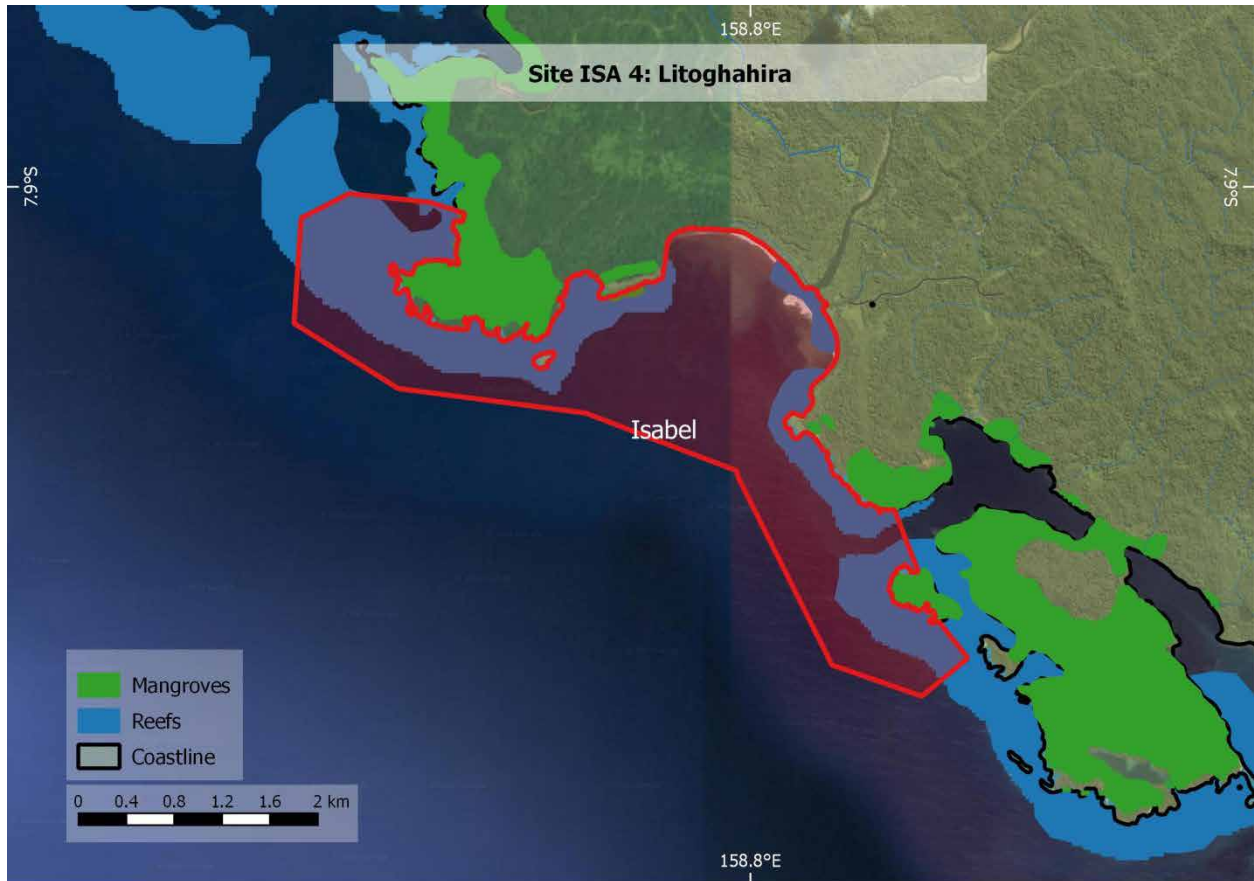 158.8°E
Site ISA 4: Litoghahira
7.9°S
7.9°S
Isabel
Mangroves
Reefs
Coastline
0 0.4 0.8 1.2 1.6 2 km
158.8°E